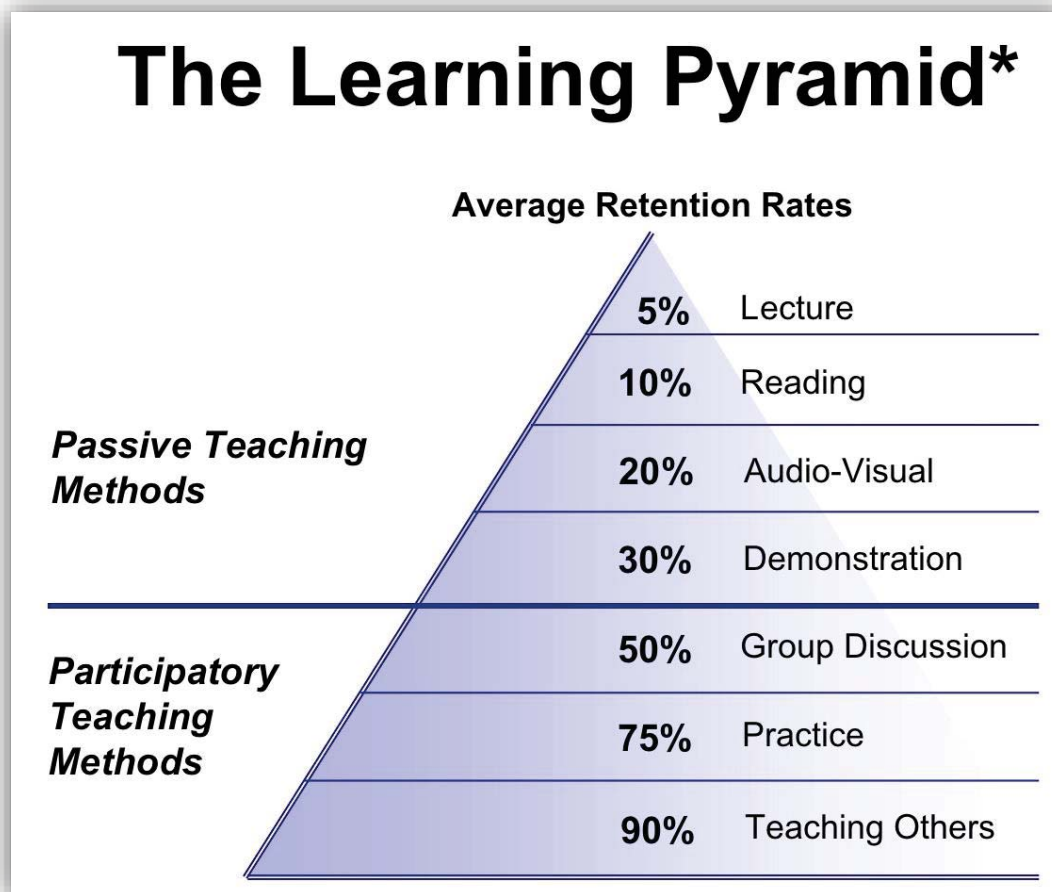 The Learning Pyramid*
Average Retention Rates
5% Lecture
10% Reading
20% Audio-Visual
30% Demonstration
Passive Teaching
Methods
50% Group Discussion
75% Practice
90% Teaching Others
Participatory
Teaching
Methods